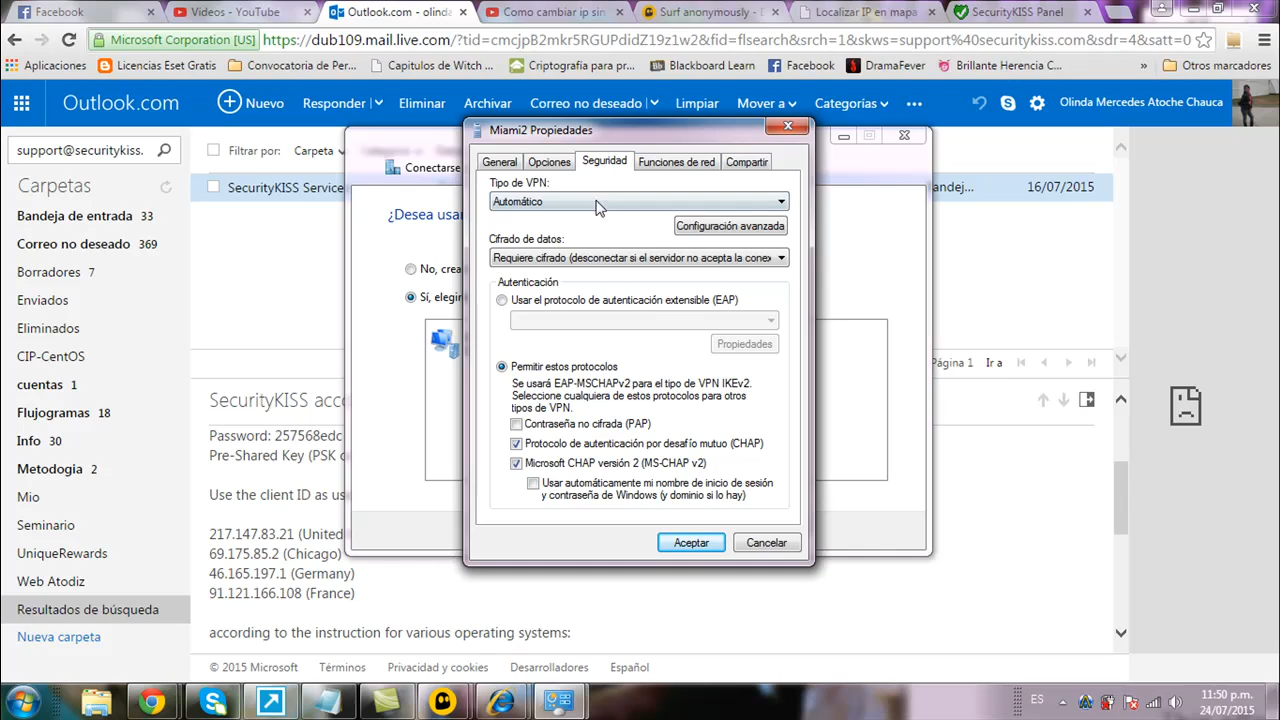 Facebook
Videos - YouTube
Outlook.com - olinda
Como cambiar ip sin
Surf anonymously -
Localizar IP en mapa
SecurityKISS Panel
Microsoft Corporation [US]
https://dub109.mail.live.com/?tid=cmcjpB2mkr5RGUPdidZ19z1w2&fid=flsearch&srch=1&skws=support%40securitykiss.com&sdr=4&satt=0
Aplicaciones
Licencias Eset Gratis
Convocatoria de Per
Capitulos de Witch ...
Criptografía para pr...
Blackboard Learn
Facebook
DramaFever
Brillante Herencia C
»
Otros marcadores
Outlook.com
Nuevo
Responder
Eliminar
Archivar
Correo no deseado
Limpiar
Mover a
Categorías
...
Olinda Mercedes Atoche Chauca
support@securitykiss.
Filtrar por:
Carpeta
Carpetas
Bandeja de entrada 33
Correo no deseado 369
Borradores 7
Enviados
Eliminados
CIP-CentOS
cuentas 1
Flujogramas 18
Info 30
Metodogia 2
Mio
Seminario
UniqueRewards
Web Atodiz
Resultados de búsqueda
Nueva carpeta
SecurityKISS Service
andej...
16/07/2015
Página 1 Ir a
SecurityKISS acc
Password: 257568edc
Pre-Shared Key (PSK
Use the client ID as us
217.147.83.21 (United
69.175.85.2 (Chicago)
46.165.197.1 (Germany)
91.121.166.108 (France)
according to the instruction for various operating systems:
© 2015 Microsoft
Términos
Privacidad y cookies
Desarrolladores
Español
Conectarse
¿Desea usar
No, crea
Sí, elegir
Miami2 Propiedades
General
Opciones
Seguridad
Funciones de red
Compartir
Tipo de VPN:
Automático
Configuración avanzada
Cifrado de datos:
Requiere cifrado (desconectar si el servidor no acepta la conex
Autenticación
Usar el protocolo de autenticación extensible (EAP)
Propiedades
Permitir estos protocolos
Se usará EAP-MSCHAPv2 para el tipo de VPN IKEv2.
Seleccione cualquiera de estos protocolos para otros
tipos de VPN.
Contraseña no cifrada (PAP)
Protocolo de autenticación por desafío mutuo (CHAP)
Microsoft CHAP versión 2 (MS-CHAP v2)
Usar automáticamente mi nombre de inicio de sesión
y contraseña de Windows (y dominio si lo hay)
Aceptar
Cancelar
ES
11:50 p.m.
24/07/2015